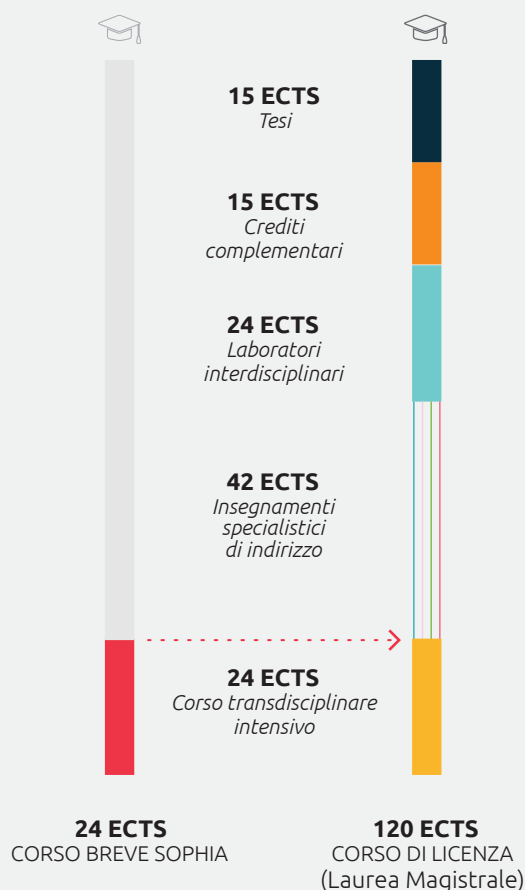 15 ECTS
Tesi
15 ECTS
Crediti
complementari
24 ECTS
Laboratori
interdisciplinari
42 ECTS
Insegnamenti
specialistici
di indirizzo
24 ECTS
Corso transdisciplinare
intensivo
24 ECTS
CORSO BREVE SOPHIA
120 ECTS
CORSO DI LICENZA
(Laurea Magistrale)